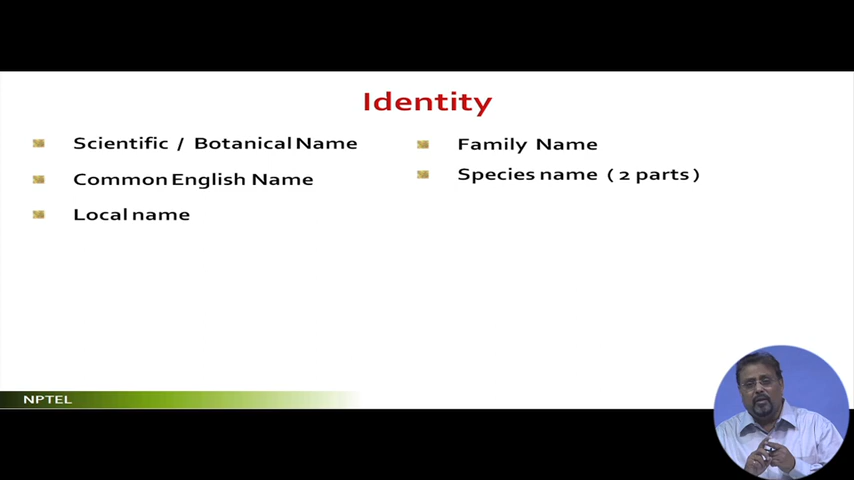 Identity
Scientific / Botanical Name
Common English Name
Local name
Family Name
Species name ( 2 parts )
NPTEL